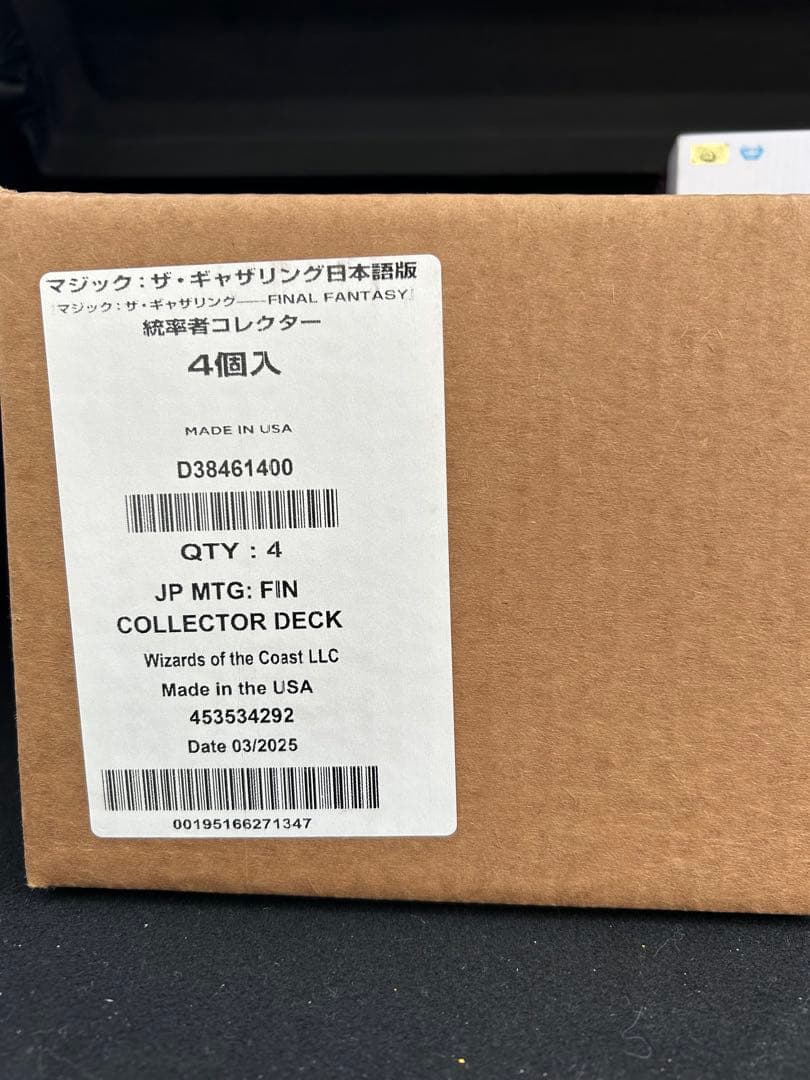 マジック：ザ・ギャザリング日本語版
『マジック：ザ・ギャザリング——FINAL FANTASY』
統率者コレクター
4個入
MADE IN USA
D38461400
QTY : 4
JP MTG: FIN
COLLECTOR DECK
Wizards of the Coast LLC
Made in the USA
453534292
Date 03/2025
00195166271347